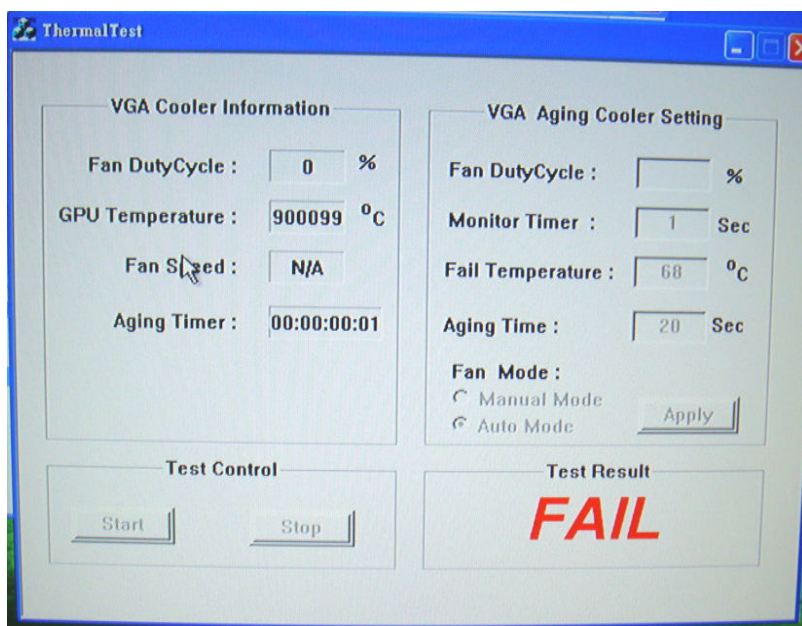 ThermalTest
VGA Cooler Information
Fan DutyCycle : 0 %
GPU Temperature : 900099 °C
Fan Speed : N/A
Aging Timer : 00:00:00:01
VGA Aging Cooler Setting
Fan DutyCycle : %
Monitor Timer : 1 Sec
Fail Temperature : 68 °C
Aging Time : 20 Sec
Fan Mode :
Manual Mode
Auto Mode
Apply
Test Control
Start Stop
Test Result
FAIL